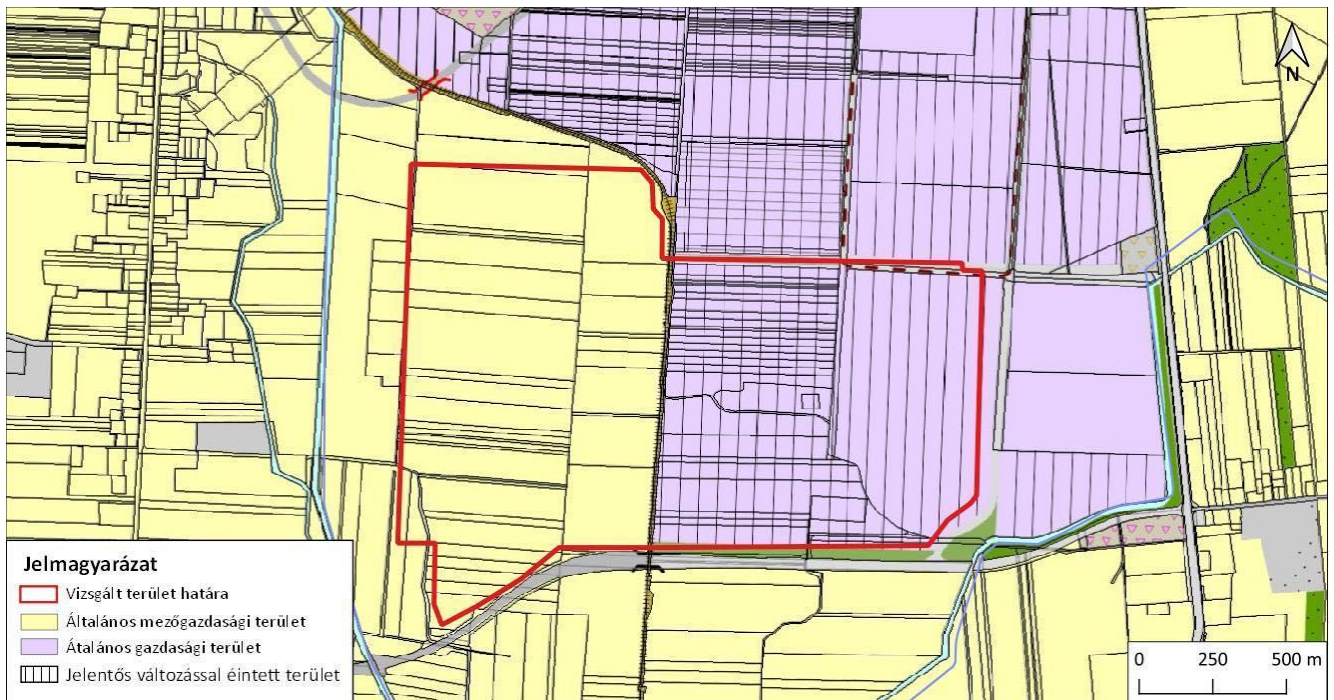 N
Jelmagyarázat
Vizsgált terület határa
Általános mezőgazdasági terület
Átalános gazdasági terület
Jelentős változással éintett terület
0 250 500 m